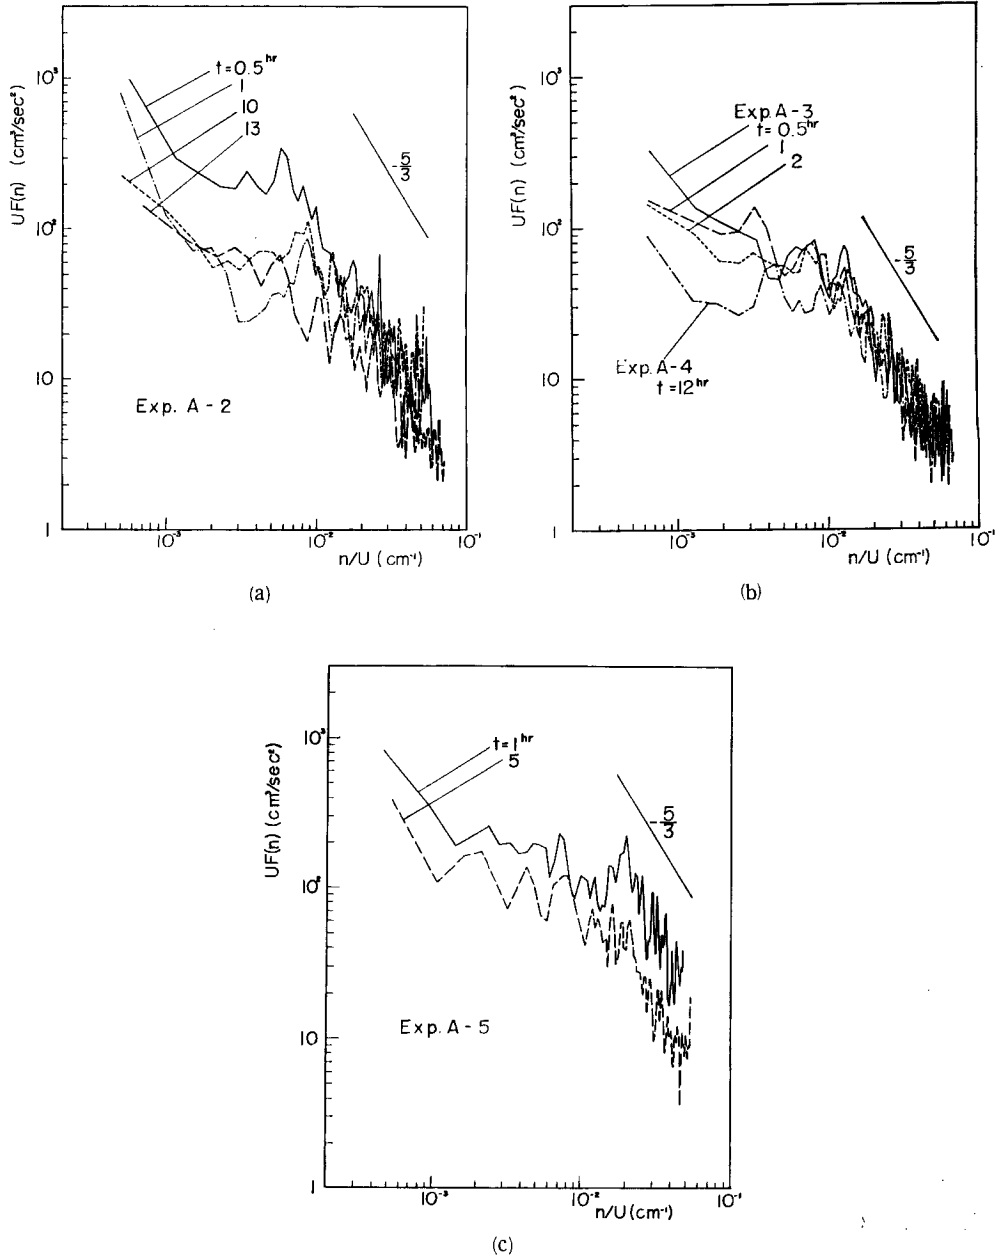 UF(n) (cm³/sec²)
10³
10²
10
1
t=0.5hr
1
10
13
-5/3
Exp. A-2
10⁻³
10⁻²
10⁻¹
n/U (cm⁻¹)
(a)
UF(n) (cm³/sec²)
10³
10²
10
1
Exp. A-3
t=0.5hr
1
2
-5/3
Exp. A-4
t=12hr
10⁻³
10⁻²
10⁻¹
n/U (cm⁻¹)
(b)
UF(n) (cm³/sec²)
10³
10²
10
1
t=1hr
5
-5/3
Exp. A-5
10⁻³
10⁻²
10⁻¹
n/U (cm⁻¹)
(c)